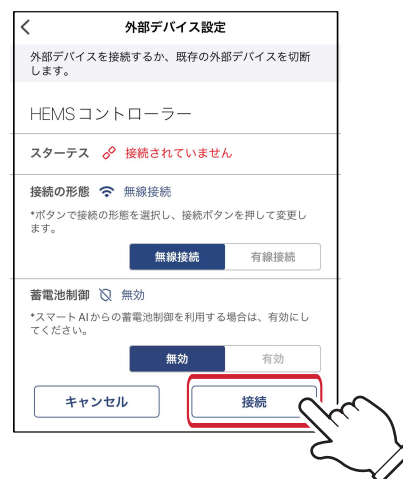 外部デバイス設定
外部デバイスを接続するか、既存の外部デバイスを切断
します。
HEMSコントローラー
スターテス 接続されていません
接続の形態 無線接続
*ボタンで接続の形態を選択し、接続ボタンを押して変更し
ます。
無線接続 有線接続
蓄電池制御 無効
*スマートAIからの蓄電池制御を利用する場合は、有効にし
てください。
無効 有効
キャンセル 接続